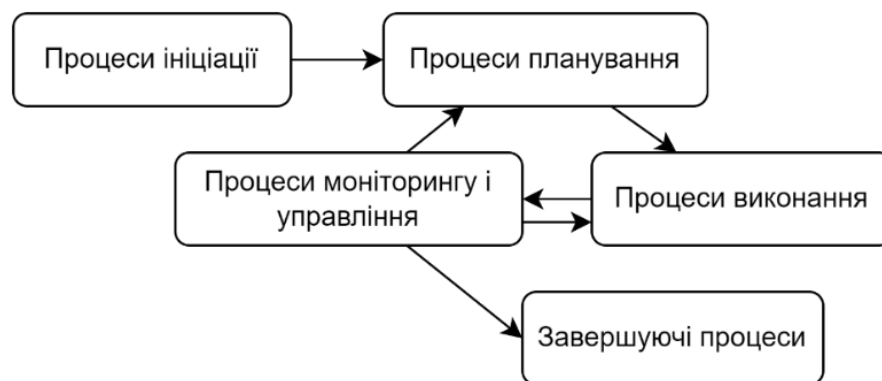 Процеси ініціації
Процеси планування
Процеси моніторингу і
управління
Процеси виконання
Завершуючі процеси